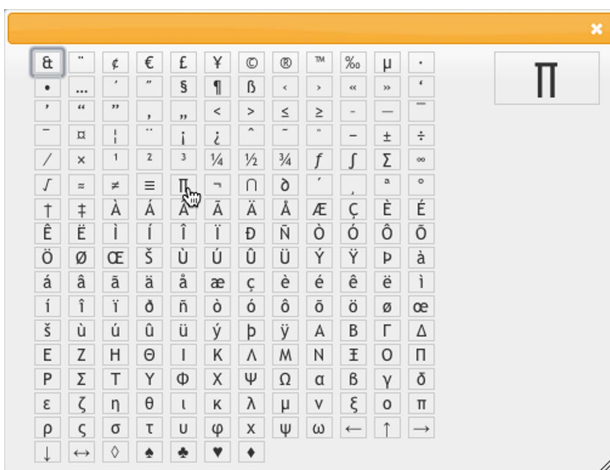 ∏
& ¨ ¢ € £ ¥ © ® ™ ‰ µ ·
• … ′ ″ § ¶ ß ‹ › « » ‘
’ “ ” ‚ „ < > ≤ ≥ – — ¯
‾ ¤ ¦ ¨ ¡ ¿ ˆ ˜ ° − ± ÷
⁄ × ¹ ² ³ ¼ ½ ¾ ƒ ∫ ∑ ∞
√ ≈ ≠ ≡ ∏ ¬ ∩ ∂ ´ ¸ ª º
† ‡ À Á Â Ã Ä Å Æ Ç È É
Ê Ë Ì Í Î Ï Ð Ñ Ò Ó Ô Õ
Ö Ø Œ Š Ù Ú Û Ü Ý Ÿ Þ à
á â ã ä å æ ç è é ê ë ì
í î ï ð ñ ò ó ô õ ö ø œ
š ù ú û ü ý þ ÿ Α Β Γ Δ
Ε Ζ Η Θ Ι Κ Λ Μ Ν Ξ Ο Π
Ρ Σ Τ Υ Φ Χ Ψ Ω α β γ δ
ε ζ η θ ι κ λ μ ν ξ ο π
ρ ς σ τ υ φ χ ψ ω ← ↑ →
↓ ↔ ◊ ♠ ♣ ♥ ♦